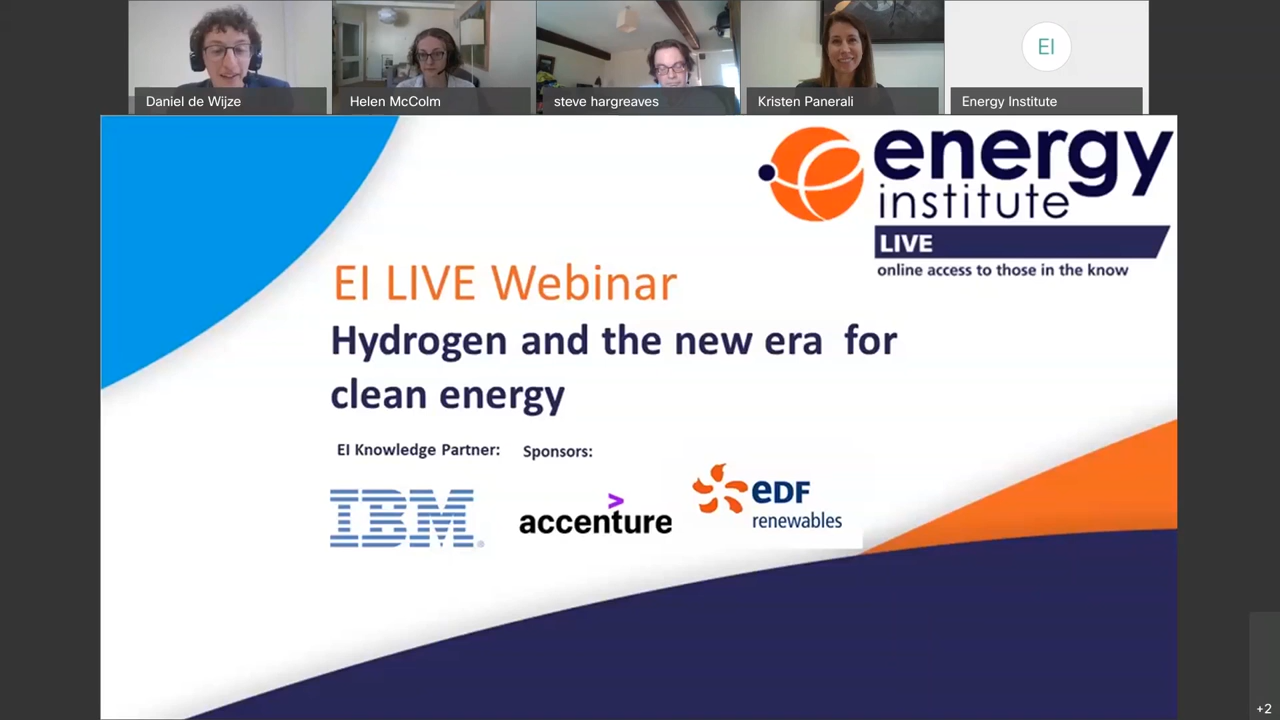 Daniel de Wijze
Helen McColm
steve hargreaves
Kristen Panerali
EI
Energy Institute
energy
institute
LIVE
online access to those in the know
EI LIVE Webinar
Hydrogen and the new era for
clean energy
EI Knowledge Partner:
Sponsors:
IBM®
>
accenture
eDF
renewables
+2